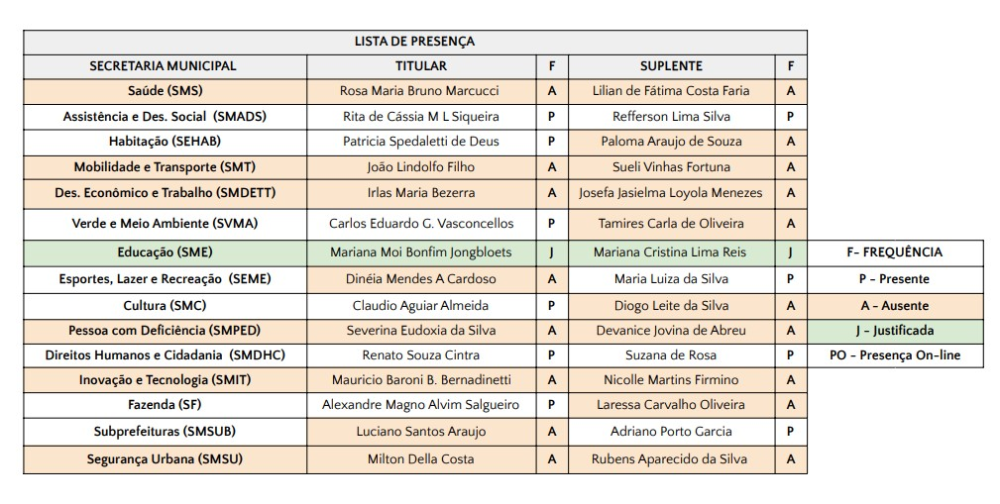 LISTA DE PRESENÇA
SECRETARIA MUNICIPAL TITULAR F SUPLENTE F
Saúde (SMS) Rosa Maria Bruno Marcucci A Lilian de Fátima Costa Faria A
Assistência e Des. Social (SMADS) Rita de Cássia M L Siqueira P Refferson Lima Silva P
Habitação (SEHAB) Patricia Spedaletti de Deus P Paloma Araujo de Souza A
Mobilidade e Transporte (SMT) João Lindolfo Filho A Sueli Vinhas Fortuna A
Des. Econômico e Trabalho (SMDETT) Irlas Maria Bezerra A Josefa Jasielma Loyola Menezes A
Verde e Meio Ambiente (SVMA) Carlos Eduardo G. Vasconcellos P Tamires Carla de Oliveira A
Educação (SME) Mariana Moi Bonfim Jongbloets J Mariana Cristina Lima Reis J F- FREQUÊNCIA
Esportes, Lazer e Recreação (SEME) Dinéia Mendes A Cardoso A Maria Luiza da Silva P P - Presente
Cultura (SMC) Claudio Aguiar Almeida P Diogo Leite da Silva A A - Ausente
Pessoa com Deficiência (SMPED) Severina Eudoxia da Silva A Devanice Jovina de Abreu A J - Justificada
Direitos Humanos e Cidadania (SMDHC) Renato Souza Cintra P Suzana de Rosa P PO - Presença On-line
Inovação e Tecnologia (SMIT) Mauricio Baroni B. Bernadinetti A Nicolle Martins Firmino A
Fazenda (SF) Alexandre Magno Alvim Salgueiro P Laressa Carvalho Oliveira A
Subprefeituras (SMSUB) Luciano Santos Araujo A Adriano Porto Garcia P
Segurança Urbana (SMSU) Milton Della Costa A Rubens Aparecido da Silva A